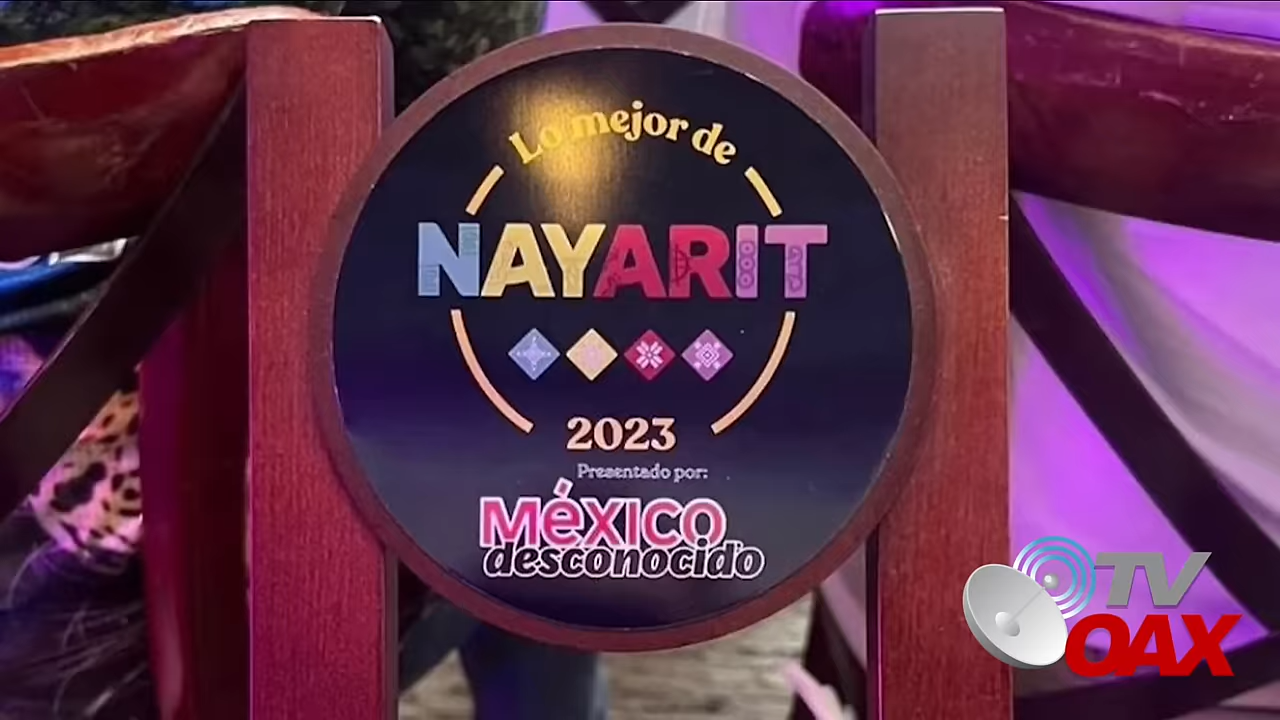 Lo mejor de
NAYARIT
2023
Presentado por:
MéXICO
desconocido
TV
OAX